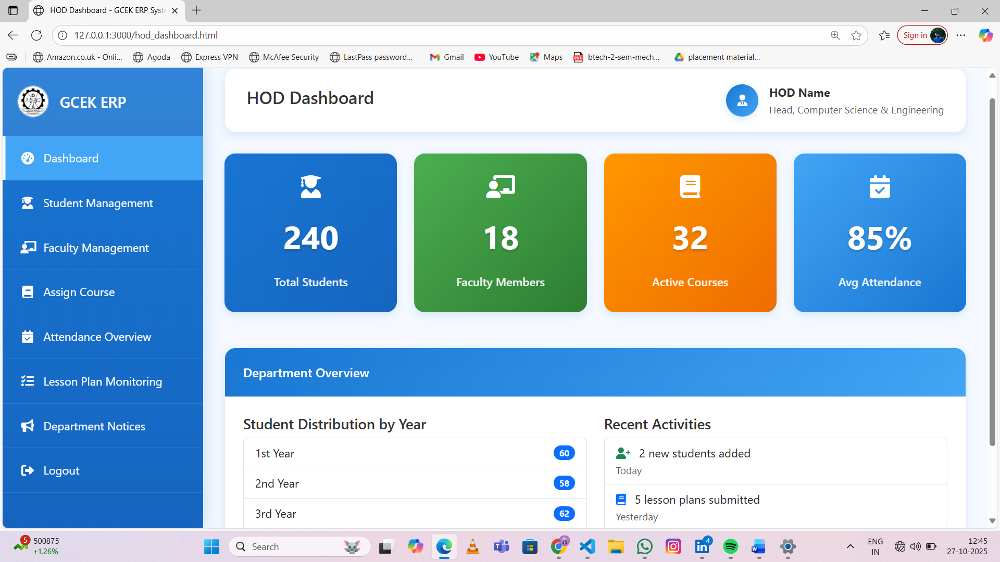 HOD Dashboard - GCEK ERP Syste
127.0.0.1:3000/hod_dashboard.html
Sign in
Amazon.co.uk - Onli...
Agoda
Express VPN
McAfee Security
LastPass password...
Gmail
YouTube
Maps
PDF
btech-2-sem-mech...
placement material...
GCEK ERP
Dashboard
Student Management
Faculty Management
Assign Course
Attendance Overview
Lesson Plan Monitoring
Department Notices
Logout
HOD Dashboard
HOD Name
Head, Computer Science & Engineering
240
Total Students
18
Faculty Members
32
Active Courses
85%
Avg Attendance
Department Overview
Student Distribution by Year
1st Year 60
2nd Year 58
3rd Year 62
Recent Activities
2 new students added
Today
5 lesson plans submitted
Yesterday
5
500875
+1.26%
Search
4
ENG
IN
12:45
27-10-2025